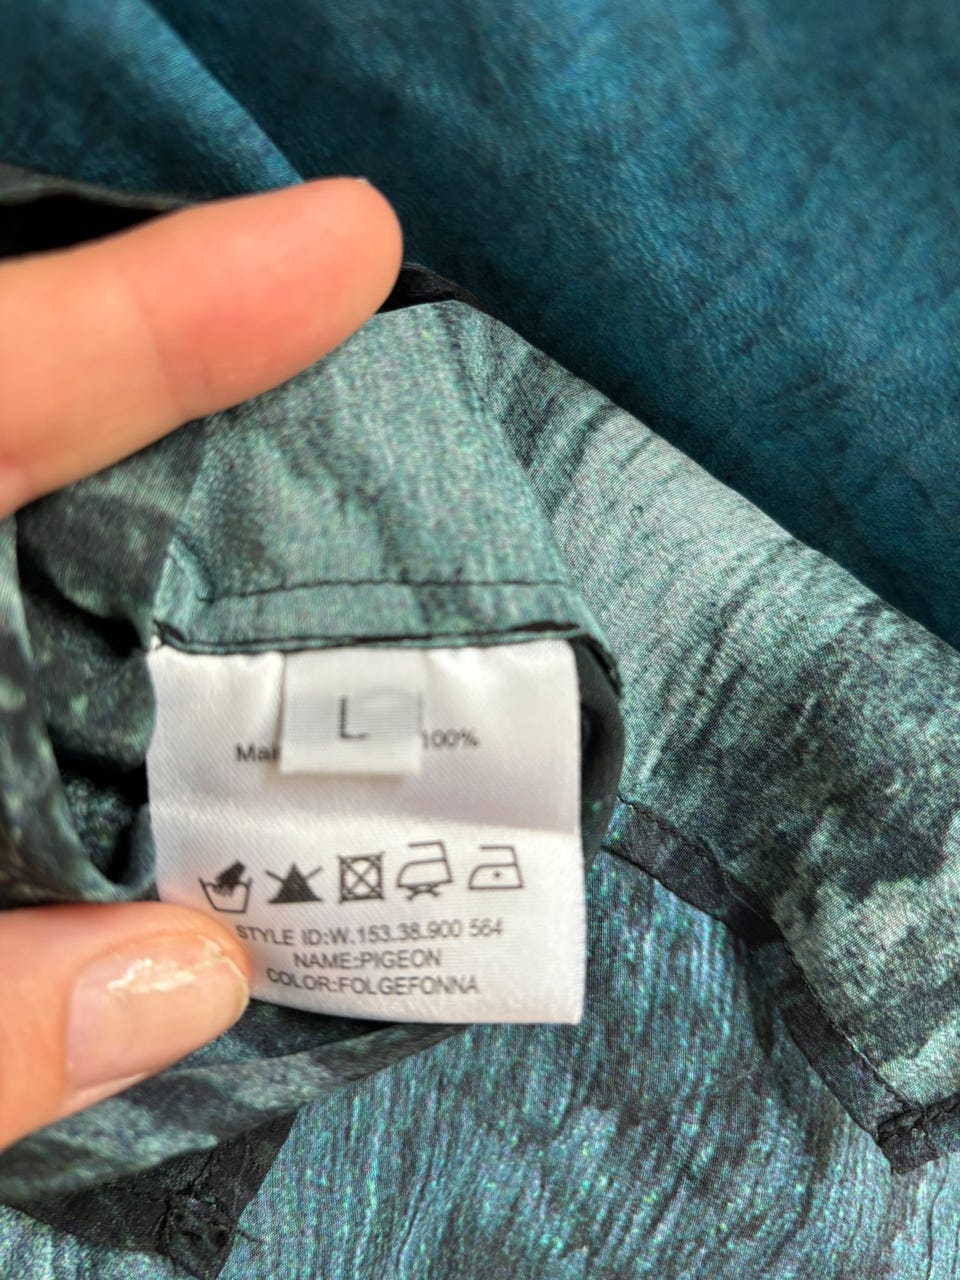 L
100%
STYLE ID:W.153.38.900 564
NAME:PIGEON
COLOR:FOLGEFONNA